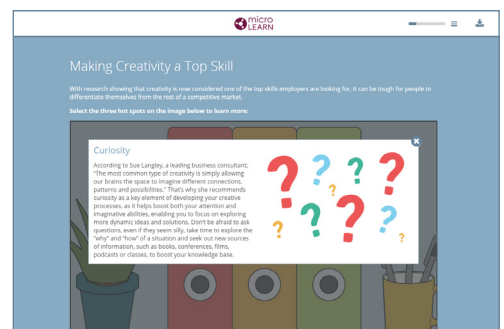 micro
LEARN
Making Creativity a Top Skill
With research showing that creativity is now considered one of the top skills employers are looking for, it can be tough for people to
differentiate themselves from the rest of a competitive market.
Select the three hot spots on the image below to learn more:
Curiosity
According to Sue Langley, a leading business consultant;
"The most common type of creativity is simply allowing
our brains the space to imagine different connections,
patterns and possibilities." That's why she recommends
curiosity as a key element of developing your creative
processes, as it helps boost both your attention and
imaginative abilities, enabling you to focus on exploring
more dynamic ideas and solutions. Don't be afraid to ask
questions, even if they seem silly, take time to explore the
"why" and "how" of a situation and seek out new sources
of information, such as books, conferences, films,
podcasts or classes, to boost your knowledge base.
? ? ? ? ? ? ? ? ?